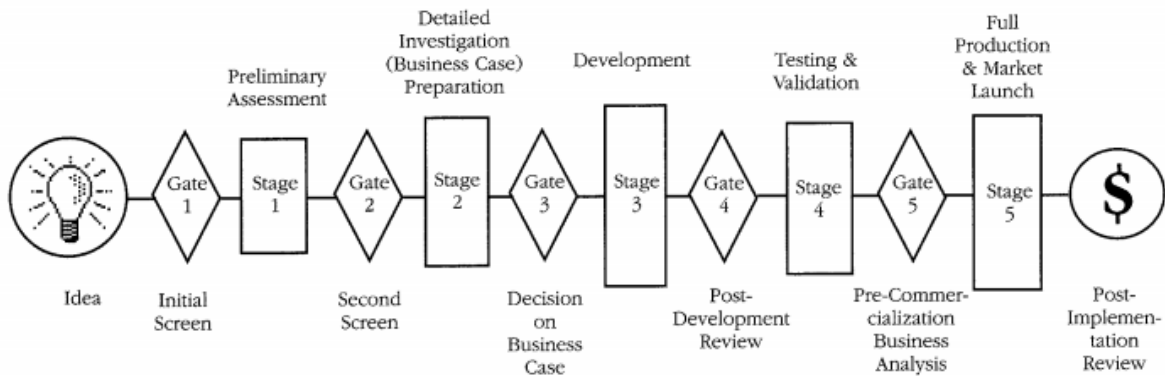 Preliminary
Assessment
Detailed
Investigation
(Business Case)
Preparation
Development
Testing &
Validation
Full
Production
& Market
Launch
Gate
1
Stage
1
Gate
2
Stage
2
Gate
3
Stage
3
Gate
4
Stage
4
Gate
5
Stage
5
$
Idea
Initial
Screen
Second
Screen
Decision
on
Business
Case
Post-
Development
Review
Pre-Commer-
cialization
Business
Analysis
Post-
Implemen-
tation
Review